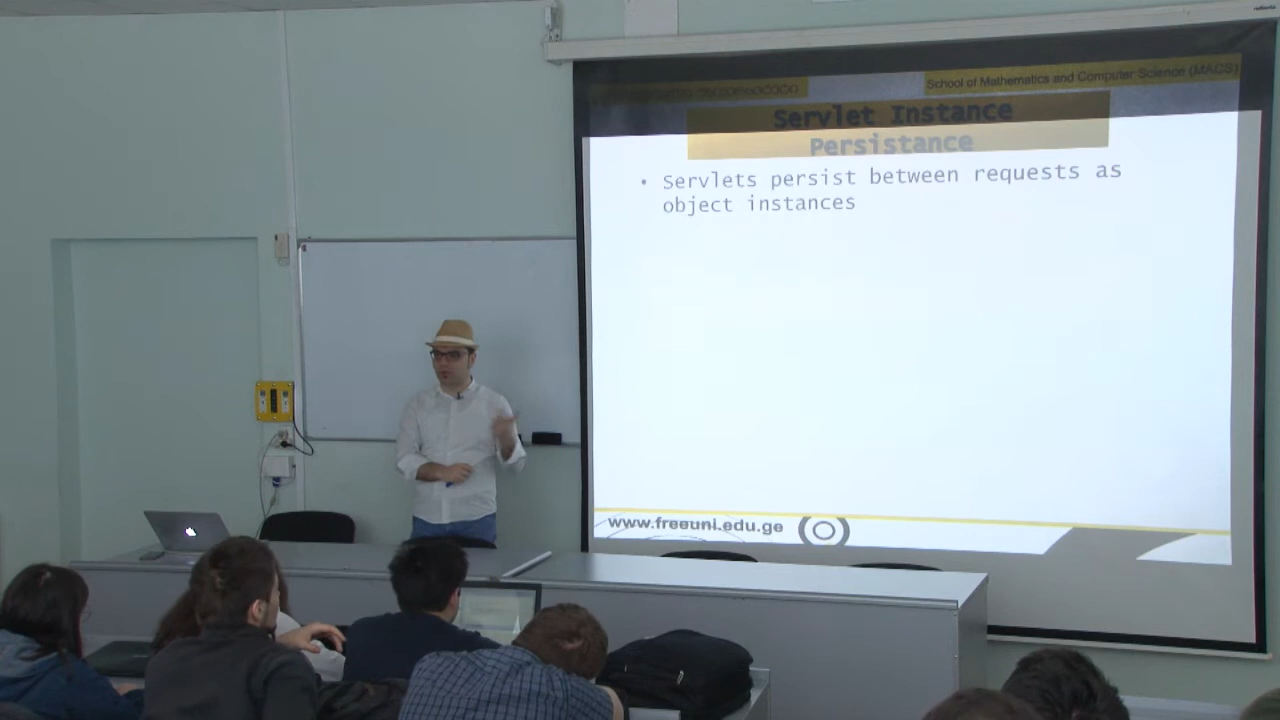 School of Mathematics and Computer Science (MACS)
Servlet Instance
Persistance
• Servlets persist between requests as
object instances
www.freeuni.edu.ge